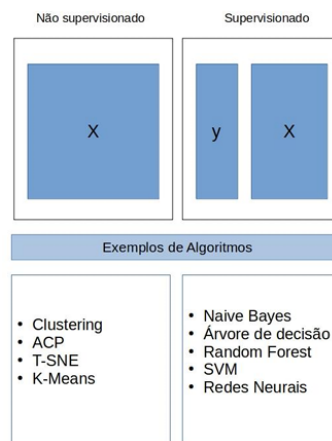 Não supervisionado
Supervisionado
X
y
X
Exemplos de Algoritmos
• Clustering
• ACP
• T-SNE
• K-Means
• Naive Bayes
• Árvore de decisão
• Random Forest
• SVM
• Redes Neurais